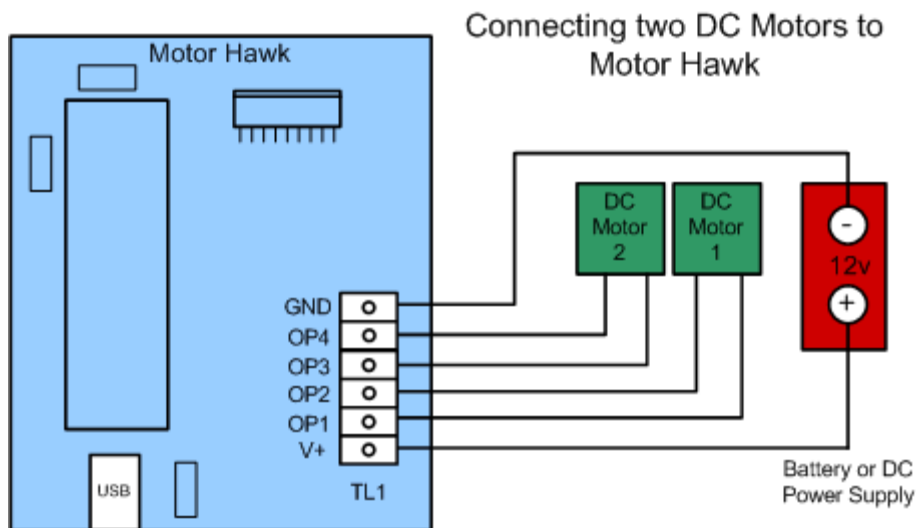 Connecting two DC Motors to
Motor Hawk
Motor Hawk
DC
Motor
2
DC
Motor
1
-
12v
+
GND
OP4
OP3
OP2
OP1
V+
TL1
USB
Battery or DC
Power Supply